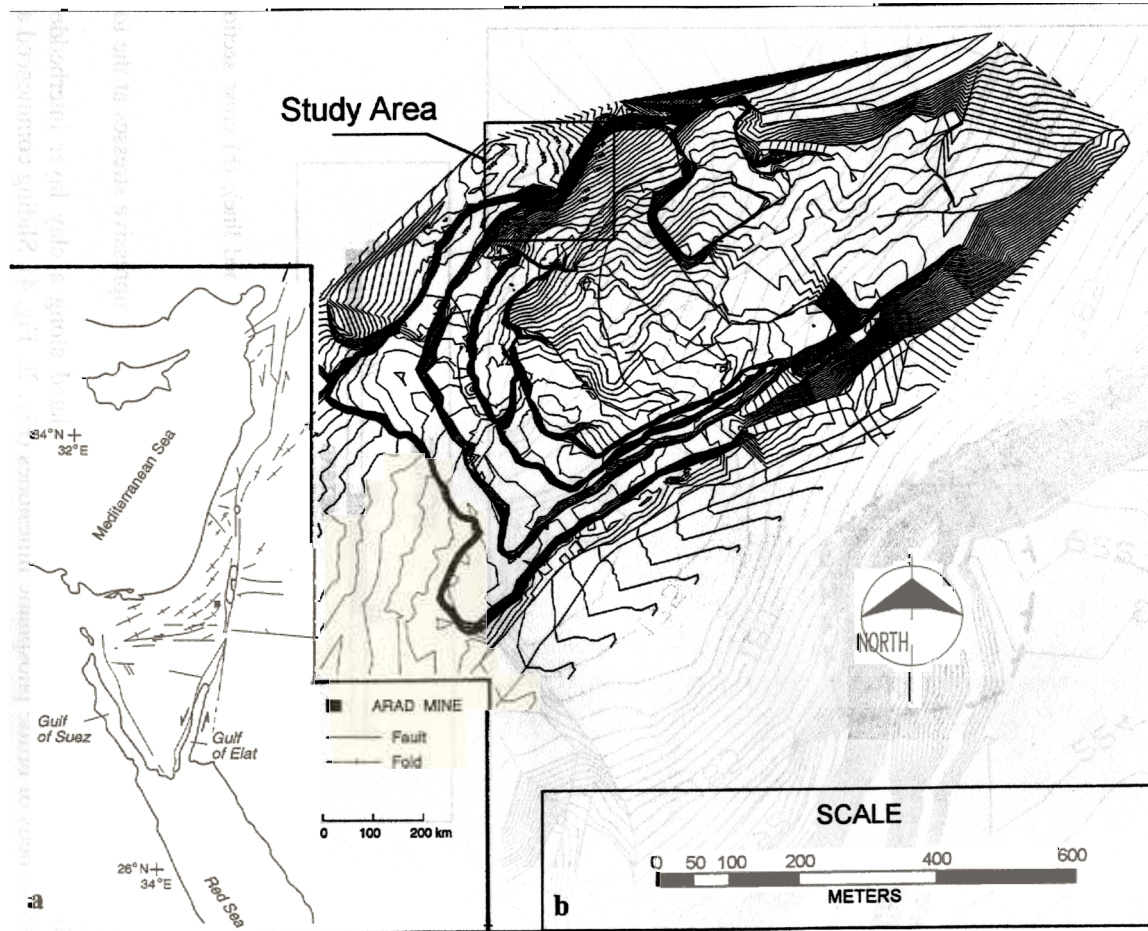 Study Area
34°N
32°E
Mediterranean Sea
Gulf
of Suez
Gulf
of Elat
26°N
34°E
Red Sea
a
ARAD MINE
Fault
Fold
0 100 200 km
NORTH
SCALE
0 50 100 200 400 600
METERS
b